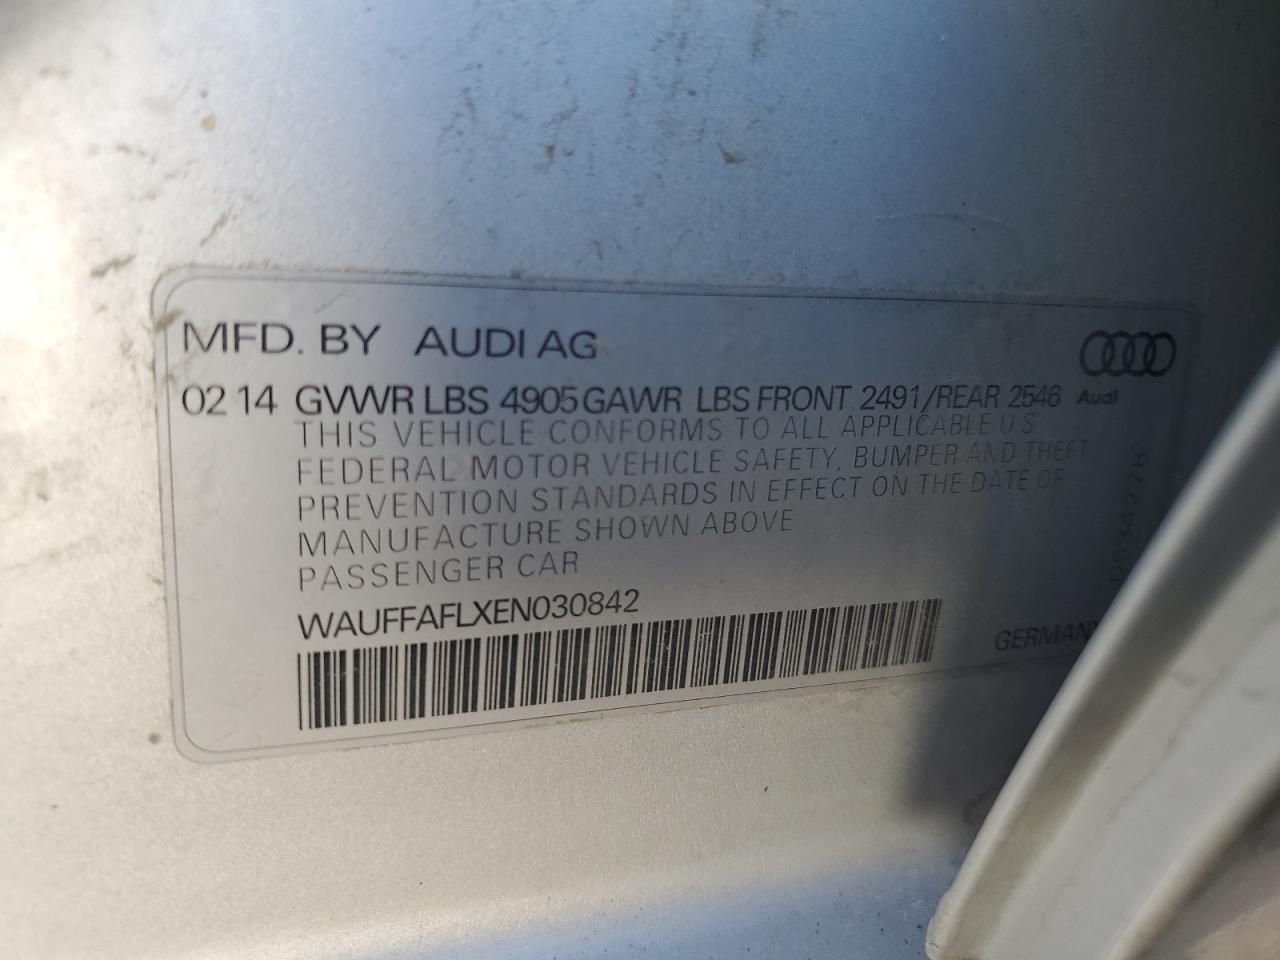 MFD. BY AUDI AG
02 14 GVWR LBS 4905 GAWR LBS FRONT 2491/REAR 2546
Audi
THIS VEHICLE CONFORMS TO ALL APPLICABLE U S
FEDERAL MOTOR VEHICLE SAFETY, BUMPER AND THEFT
PREVENTION STANDARDS IN EFFECT ON THE DATE OF
MANUFACTURE SHOWN ABOVE
PASSENGER CAR
WAUFFAFLXEN030842
GERMANY